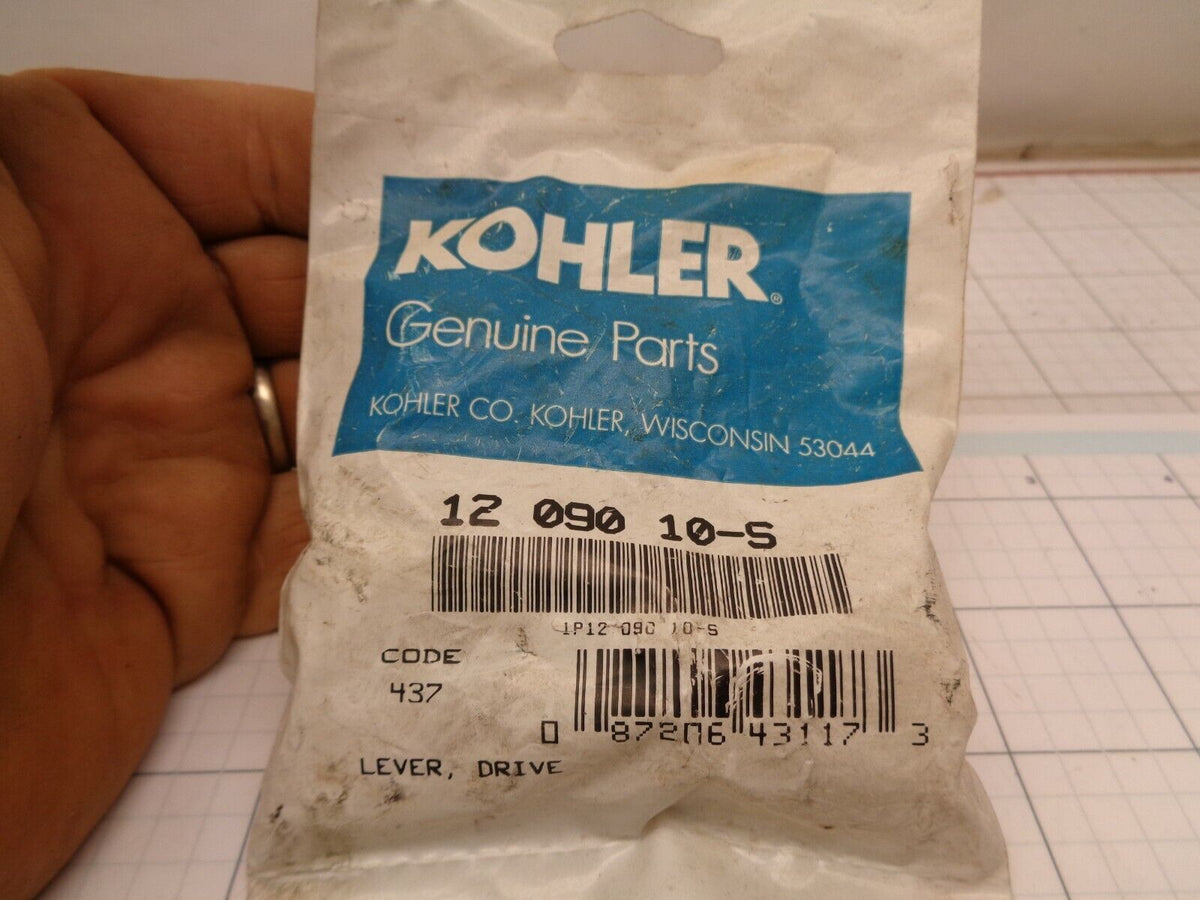 KOHLER®
Genuine Parts
KOHLER CO. KOHLER, WISCONSIN 53044
12 090 10-S
1P12 090 10-S
CODE
437
0 87206 43117 3
LEVER, DRIVE